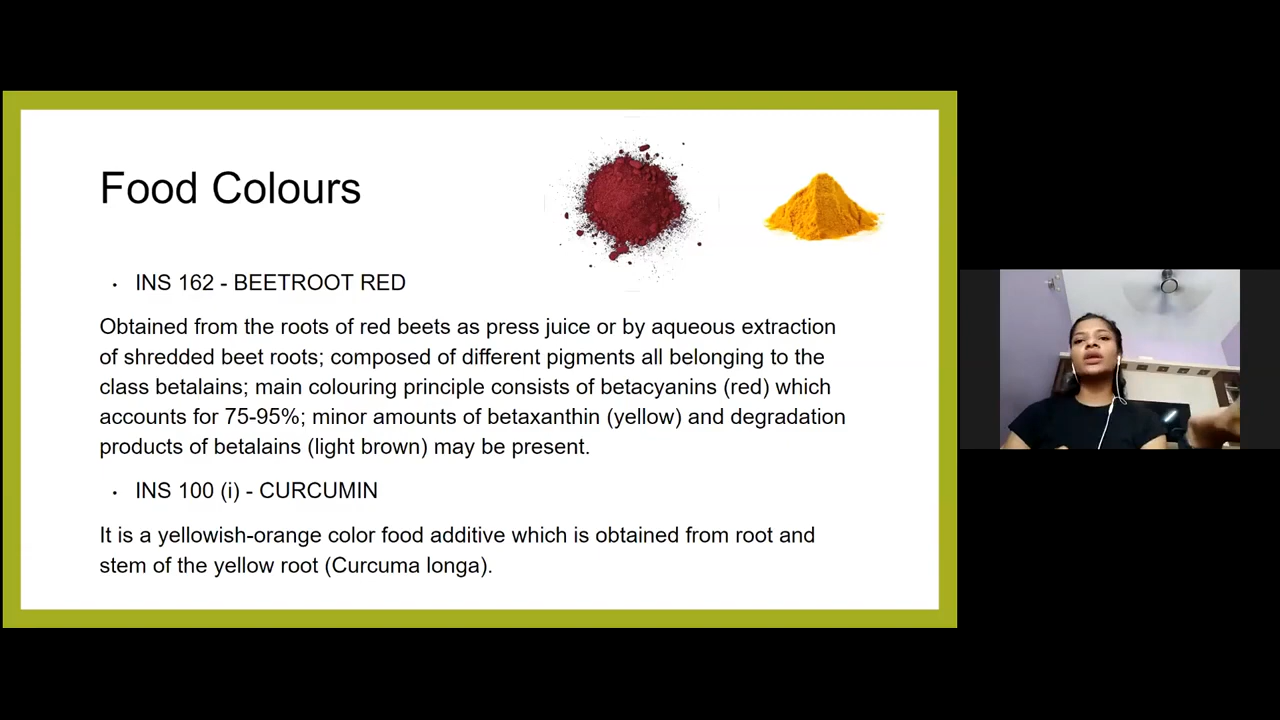 Food Colours
• INS 162 - BEETROOT RED
Obtained from the roots of red beets as press juice or by aqueous extraction
of shredded beet roots; composed of different pigments all belonging to the
class betalains; main colouring principle consists of betacyanins (red) which
accounts for 75-95%; minor amounts of betaxanthin (yellow) and degradation
products of betalains (light brown) may be present.
• INS 100 (i) - CURCUMIN
It is a yellowish-orange color food additive which is obtained from root and
stem of the yellow root (Curcuma longa).